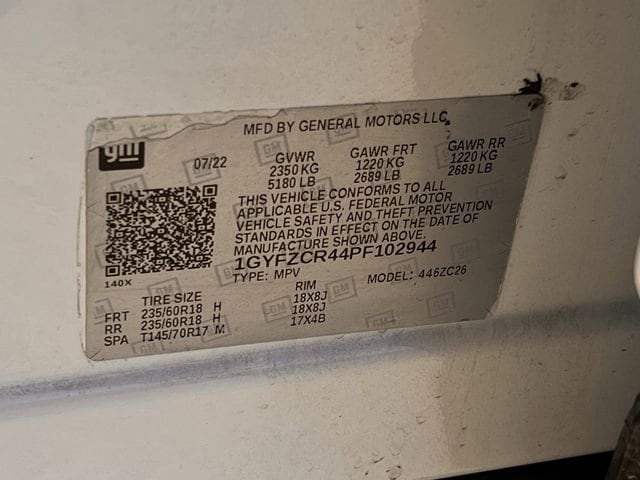 MFD BY GENERAL MOTORS LLC
gm
07/22 GVWR GAWR FRT GAWR RR
2350 KG 1220 KG 1220 KG
5180 LB 2689 LB 2689 LB
THIS VEHICLE CONFORMS TO ALL
APPLICABLE U.S. FEDERAL MOTOR
VEHICLE SAFETY AND THEFT PREVENTION
STANDARDS IN EFFECT ON DATE OF
MANUFACTURE SHOWN ABOVE.
1GYFZCR44PF102944
140X TYPE: MPV MODEL: 446ZC26
TIRE SIZE RIM
FRT 235/60R18 H 18X8J
RR 235/60R18 H 18X8J
SPA T145/70R17 M 17X4B